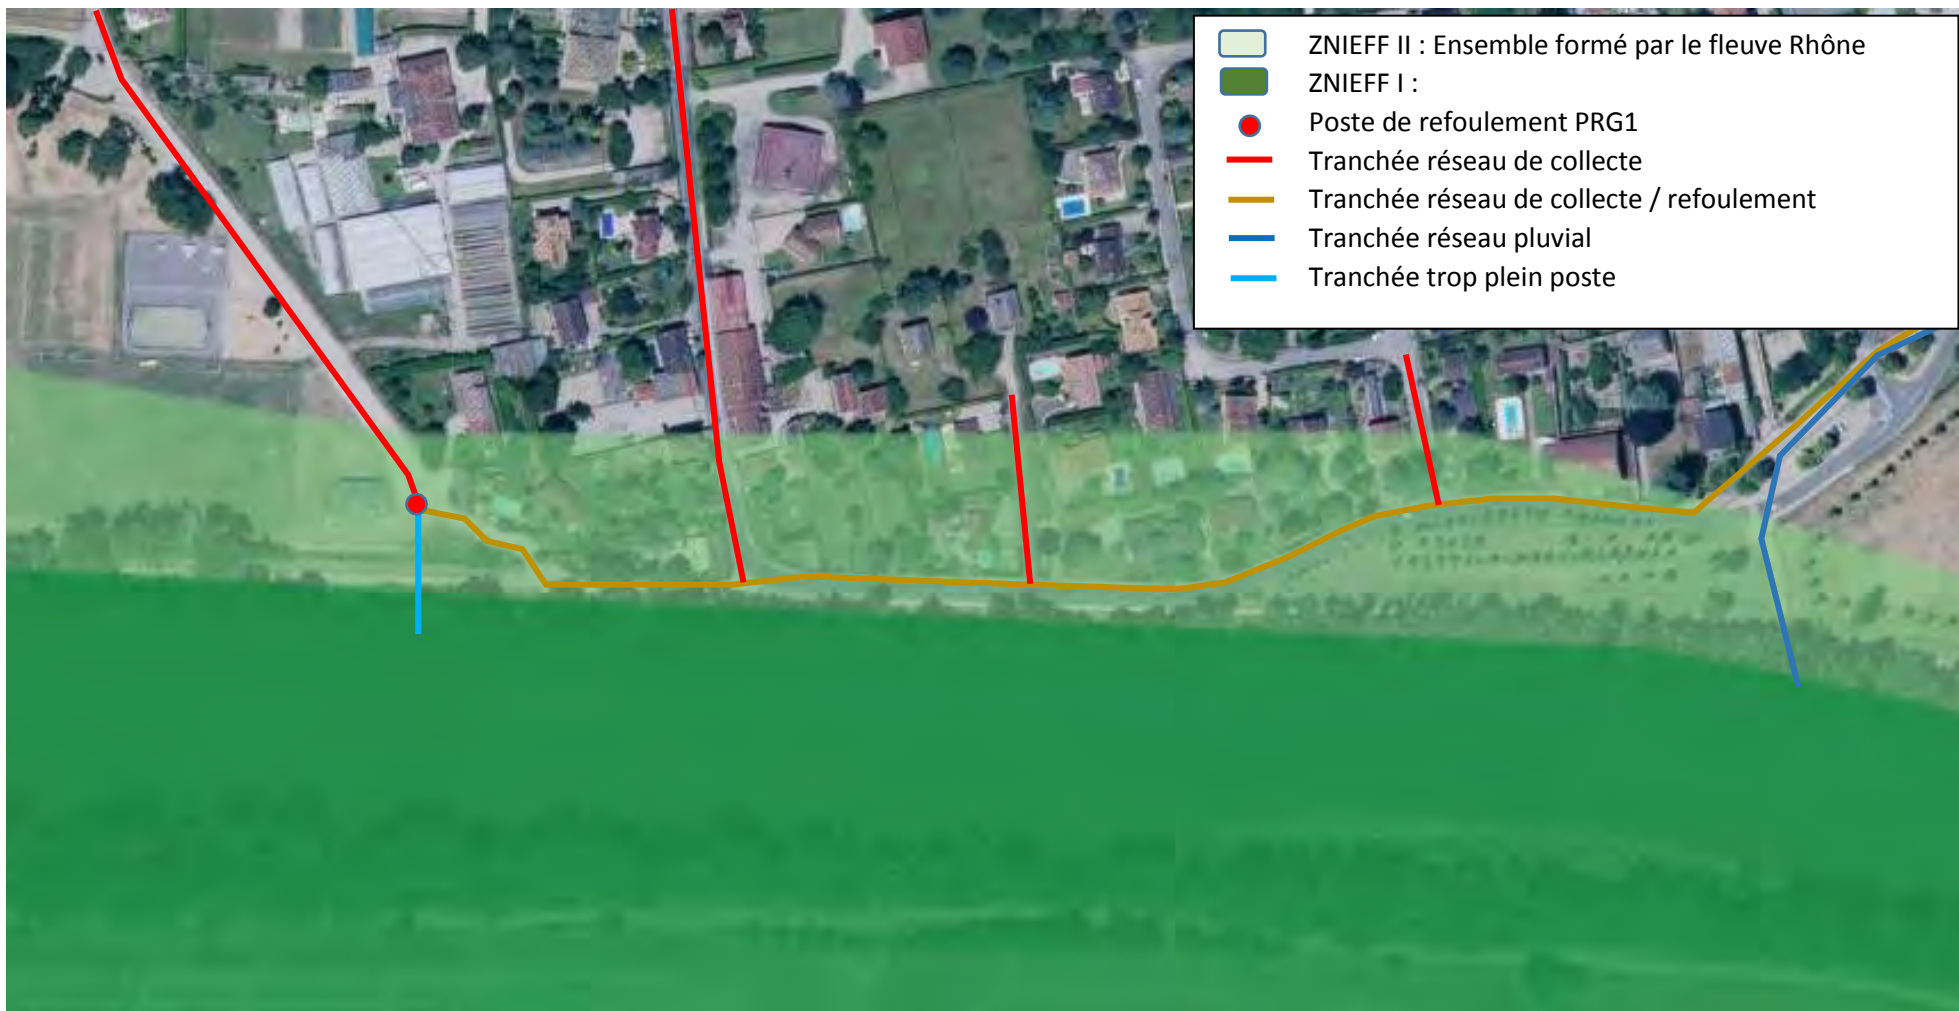 ZNIEFF II : Ensemble formé par le fleuve Rhône
ZNIEFF I :
Poste de refoulement PRG1
Tranchée réseau de collecte
Tranchée réseau de collecte / refoulement
Tranchée réseau pluvial
Tranchée trop plein poste